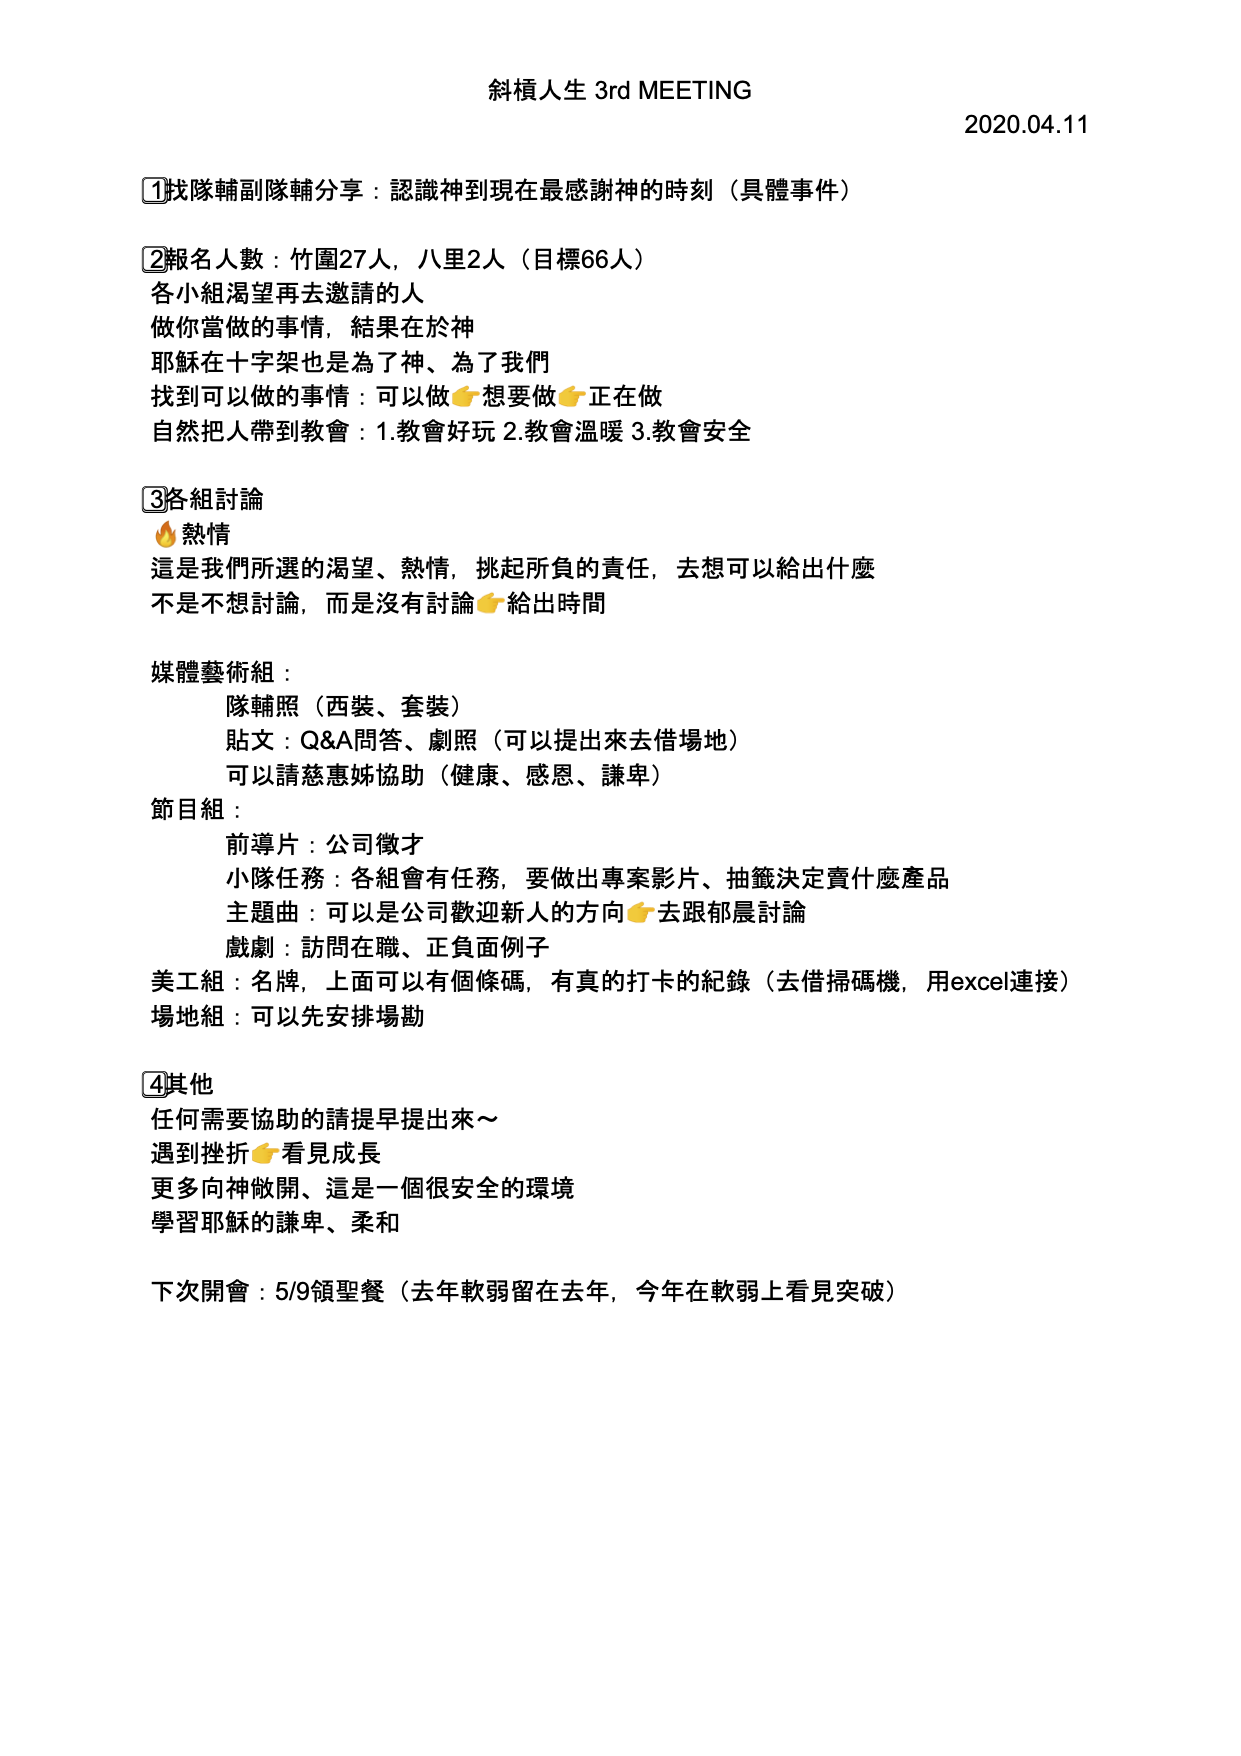 斜槓人生 3rd MEETING
2020.04.11
1️⃣找隊輔副隊輔分享：認識神到現在最感謝神的時刻（具體事件）
2️⃣報名人數：竹圍27人，八里2人（目標66人）
各小組渴望再去邀請的人
做你當做的事情，結果在於神
耶穌在十字架也是為了神、為了我們
找到可以做的事情：可以做👉想要做👉正在做
自然把人帶到教會：1.教會好玩 2.教會溫暖 3.教會安全
3️⃣各組討論
🔥熱情
這是我們所選的渴望、熱情，挑起所負的責任，去想可以給出什麼
不是不想討論，而是沒有討論👉給出時間
媒體藝術組：
隊輔照（西裝、套裝）
貼文：Q&A問答、劇照（可以提出來去借場地）
可以請慈惠姊協助（健康、感恩、謙卑）
節目組：
前導片：公司徵才
小隊任務：各組會有任務，要做出專案影片、抽籤決定賣什麼產品
主題曲：可以是公司歡迎新人的方向👉去跟郁晨討論
戲劇：訪問在職、正負面例子
美工組：名牌，上面可以有個條碼，有真的打卡的紀錄（去借掃碼機，用excel連接）
場地組：可以先安排場勘
4️⃣其他
任何需要協助的請提早提出來～
遇到挫折👉看見成長
更多向神敞開、這是一個很安全的環境
學習耶穌的謙卑、柔和
下次開會：5/9領聖餐（去年軟弱留在去年，今年在軟弱上看見突破）